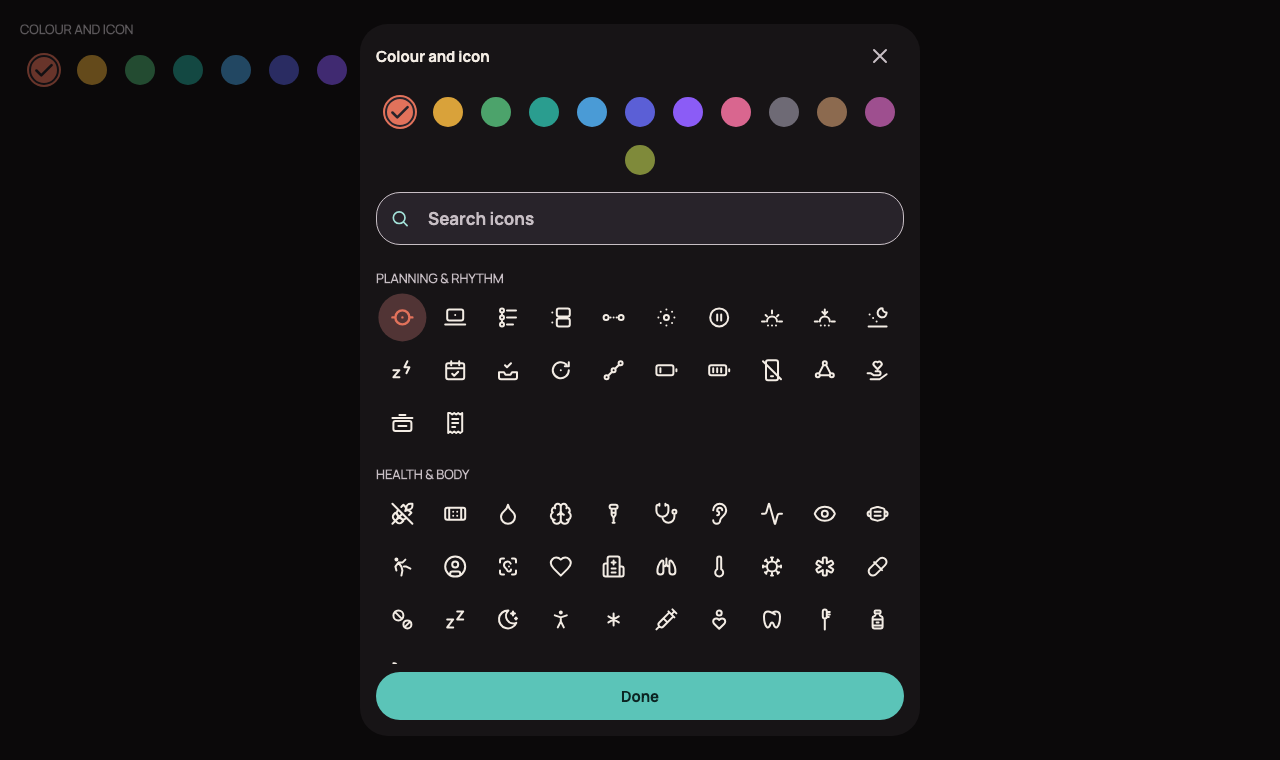 COLOUR AND ICON
Colour and icon
Search icons
PLANNING & RHYTHM
HEALTH & BODY
Done